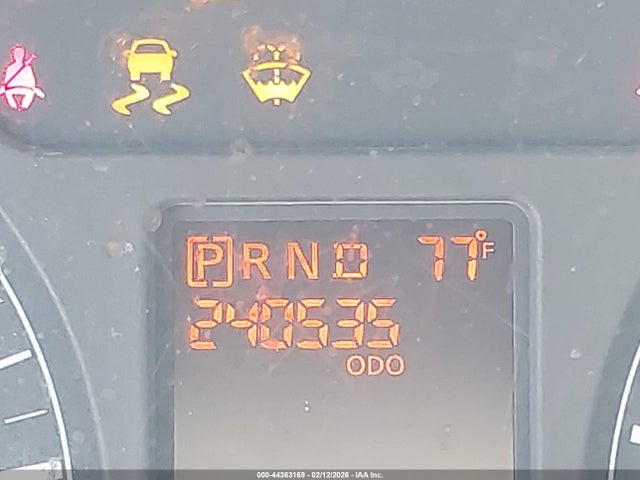 PRND 77°F
240535
ODO
000-44363169 - 02/12/2026 - IAA Inc.